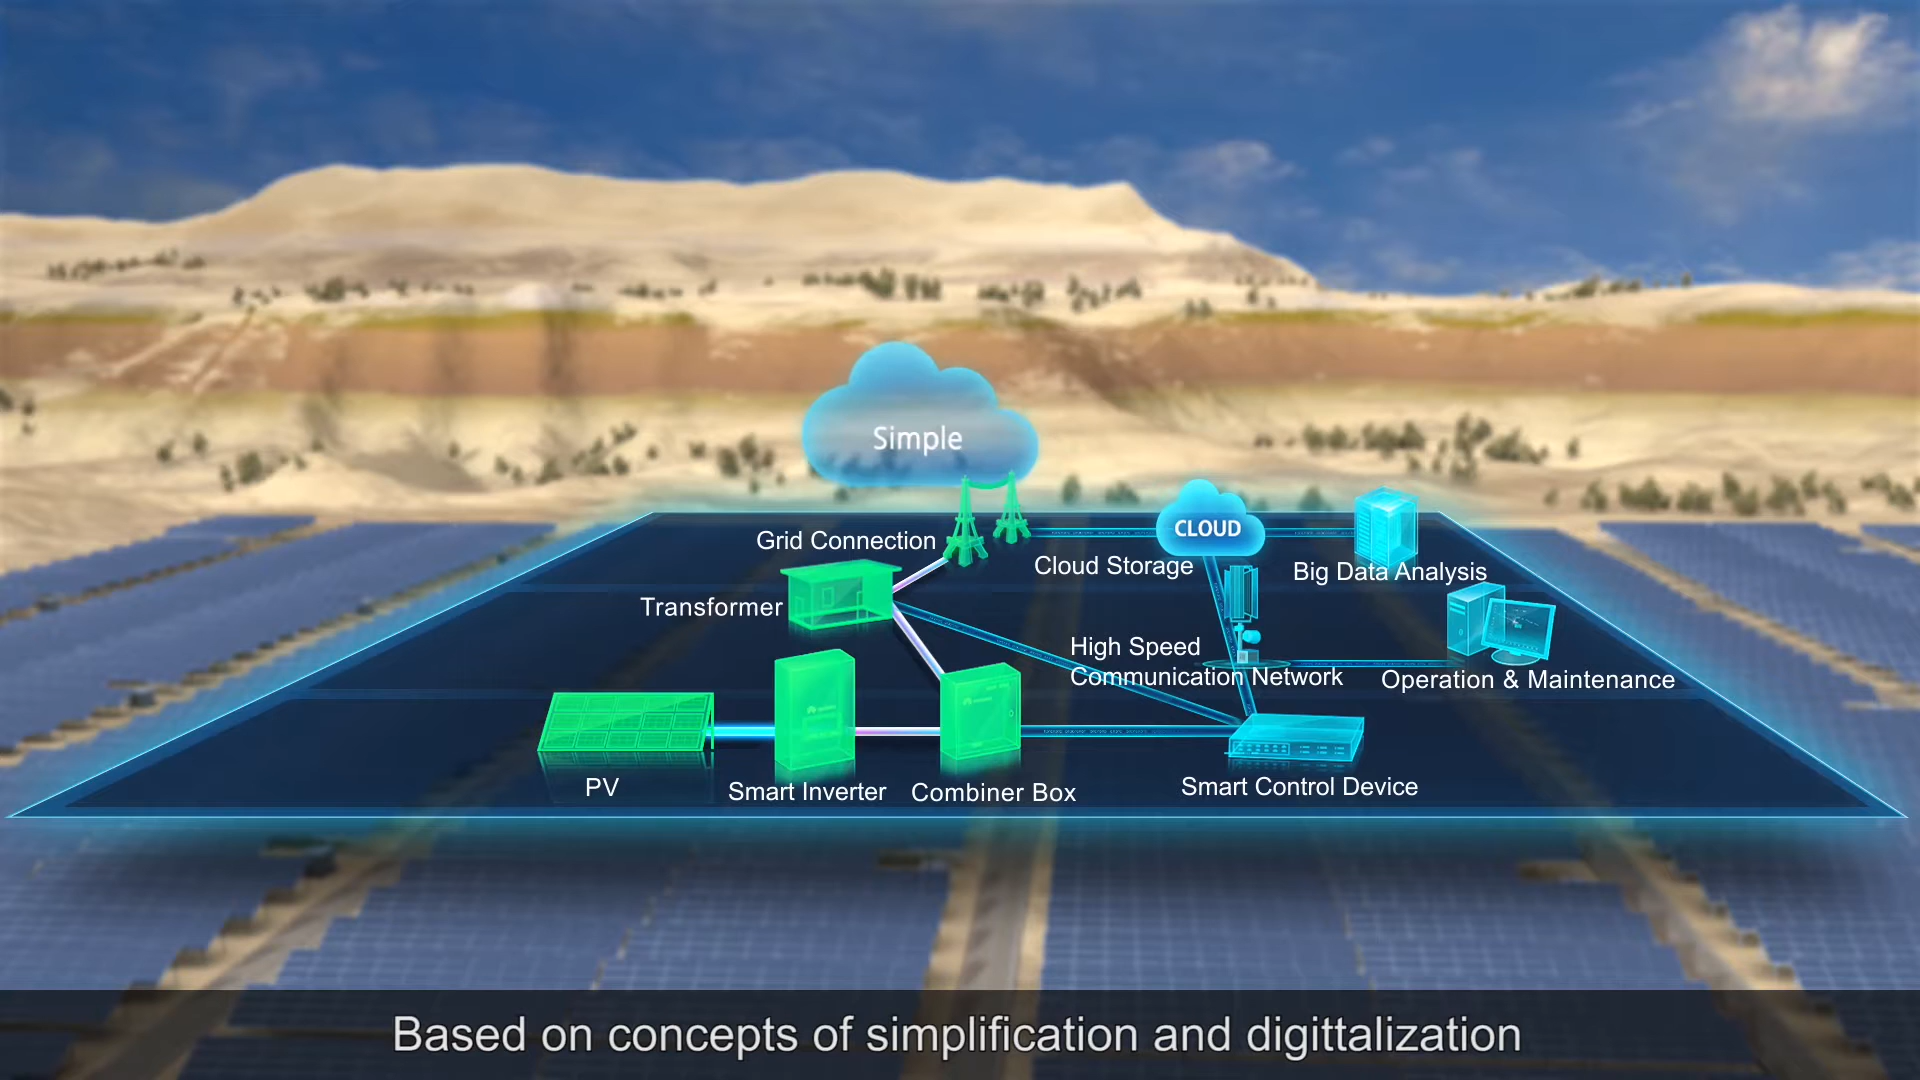 Simple
CLOUD
Grid Connection
Cloud Storage
Big Data Analysis
Transformer
High Speed
Communication Network
Operation & Maintenance
PV
Smart Inverter
Combiner Box
Smart Control Device
Based on concepts of simplification and digittalization